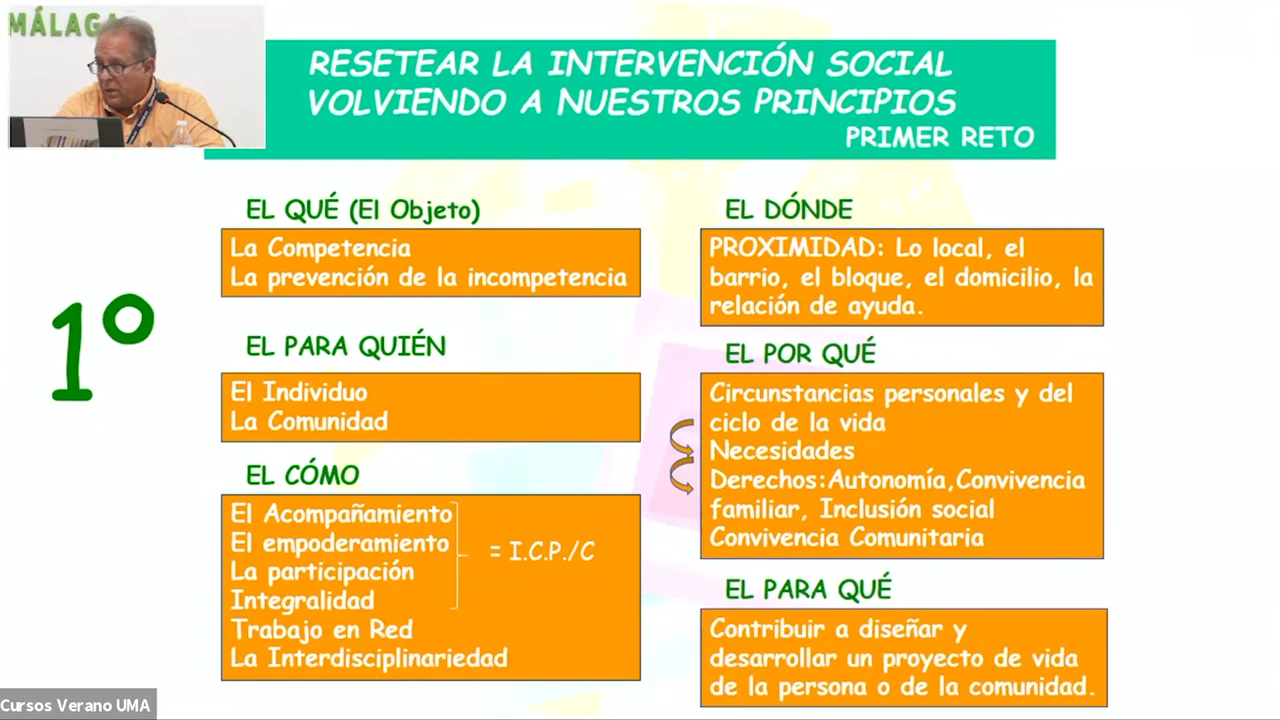 MÁLAGA
RESETEAR LA INTERVENCIÓN SOCIAL
VOLVIENDO A NUESTROS PRINCIPIOS
PRIMER RETO
1º
EL QUÉ (El Objeto)
La Competencia
La prevención de la incompetencia
EL PARA QUIÉN
El Individuo
La Comunidad
EL CÓMO
El Acompañamiento
El empoderamiento
La participación
Integralidad
= I.C.P./C
Trabajo en Red
La Interdisciplinariedad
EL DÓNDE
PROXIMIDAD: Lo local, el
barrio, el bloque, el domicilio, la
relación de ayuda.
EL POR QUÉ
Circunstancias personales y del
ciclo de la vida
Necesidades
Derechos:Autonomía,Convivencia
familiar, Inclusión social
Convivencia Comunitaria
EL PARA QUÉ
Contribuir a diseñar y
desarrollar un proyecto de vida
de la persona o de la comunidad.
Cursos Verano UMA